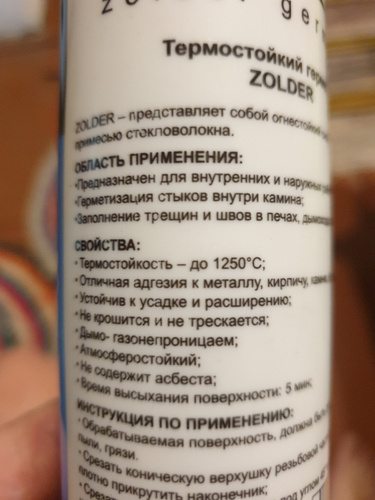 Термостойкий
ZOLDER
ZOLDER – представляет собой огнестойкий
примесью стекловолокна.
ОБЛАСТЬ ПРИМЕНЕНИЯ:
•Предназначен для внутренних и наружных
•Герметизация стыков внутри камина;
•Заполнение трещин и швов в печах,
СВОЙСТВА:
• Термостойкость – до 1250°С;
• Отличная адгезия к металлу, кирпичу,
• Устойчив к усадке и расширению;
• Не крошится и не трескается;
• Дымо- газонепроницаем;
• Атмосферостойкий;
• Не содержит асбеста;
• Время высыхания поверхности: 5 мин;
ИНСТРУКЦИЯ ПО ПРИМЕНЕНИЮ:
• Обрабатываемая поверхность, должна
пыли, грязи.
• Срезать коническую верхушку резьбовой
плотно прикрутить наконечник;
• Срезать под углом